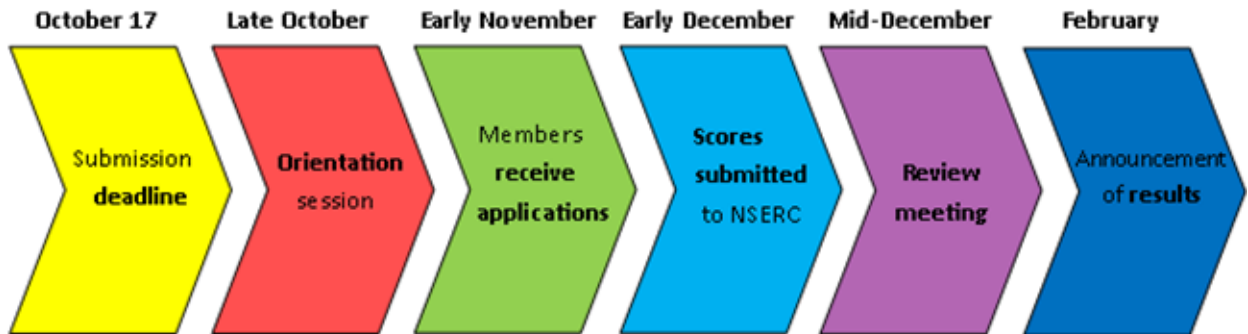 October 17
Late October
Early November
Early December
Mid-December
February
Submission
deadline
Orientation
session
Members
receive
applications
Scores
submitted
to NSERC
Review
meeting
Announcement
of results